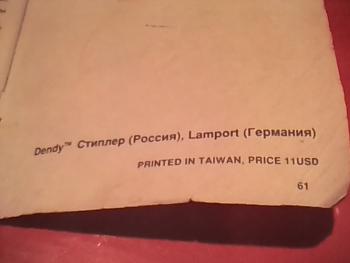 Dendy™ Стиплер (Россия), Lamport (Германия)
PRINTED IN TAIWAN, PRICE 11USD
61